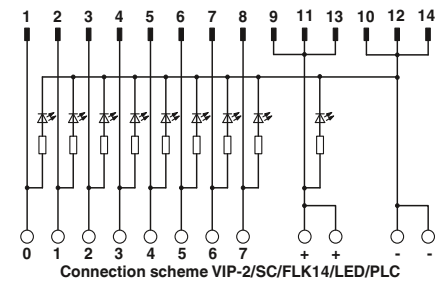 1 2 3 4 5 6 7 8 9 11 13 10 12 14
0 1 2 3 4 5 6 7 + + - -
Connection scheme VIP-2/SC/FLK14/LED/PLC